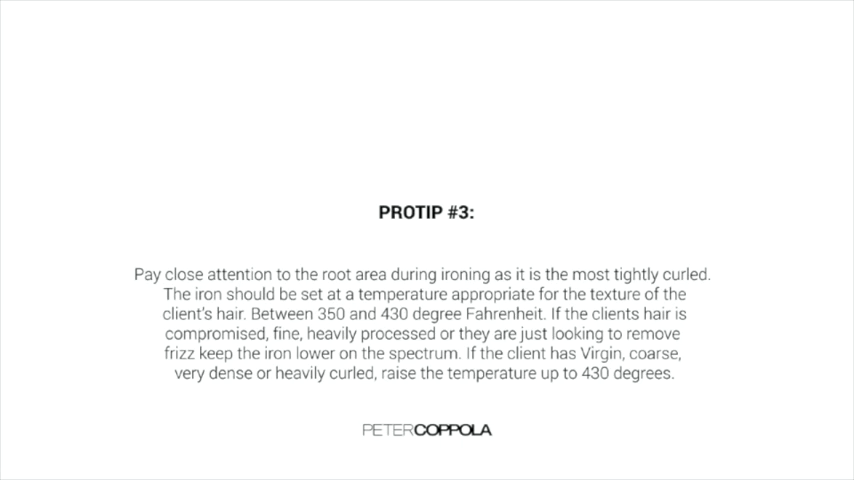 PROTIP #3:
Pay close attention to the root area during ironing as it is the most tightly curled.
The iron should be set at a temperature appropriate for the texture of the
client's hair. Between 350 and 430 degree Fahrenheit. If the clients hair is
compromised, fine, heavily processed or they are just looking to remove
frizz keep the iron lower on the spectrum. If the client has Virgin, coarse,
very dense or heavily curled, raise the temperature up to 430 degrees.
PETERCOPPOLA